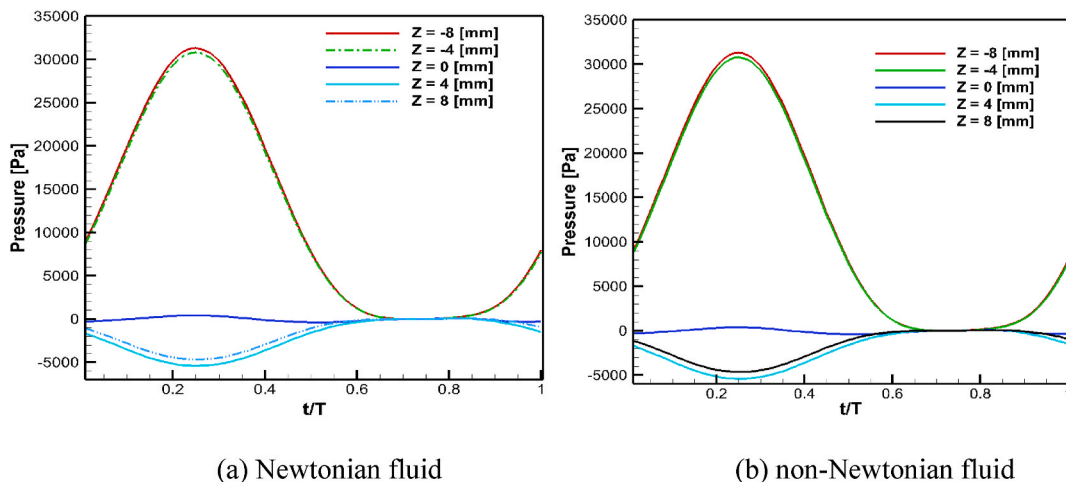 35000
30000
25000
20000
15000
10000
5000
0
-5000
Pressure [Pa]
0.2
0.4
0.6
0.8
1
t/T
Z = -8 [mm]
Z = -4 [mm]
Z = 0 [mm]
Z = 4 [mm]
Z = 8 [mm]
(a) Newtonian fluid
35000
30000
25000
20000
15000
10000
5000
0
-5000
Pressure [Pa]
0.2
0.4
0.6
0.8
t/T
Z = -8 [mm]
Z = -4 [mm]
Z = 0 [mm]
Z = 4 [mm]
Z = 8 [mm]
(b) non-Newtonian fluid